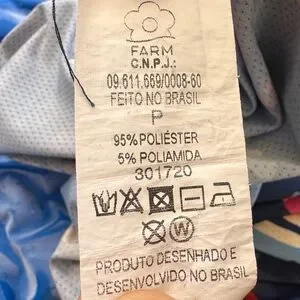 FARM
C.N.P.J.:
09.611.669/0008-60
FEITO NO BRASIL
P
95% POLIÉSTER
5% POLIAMIDA
301720
W
PRODUTO DESENHADO E
DESENVOLVIDO NO BRASIL